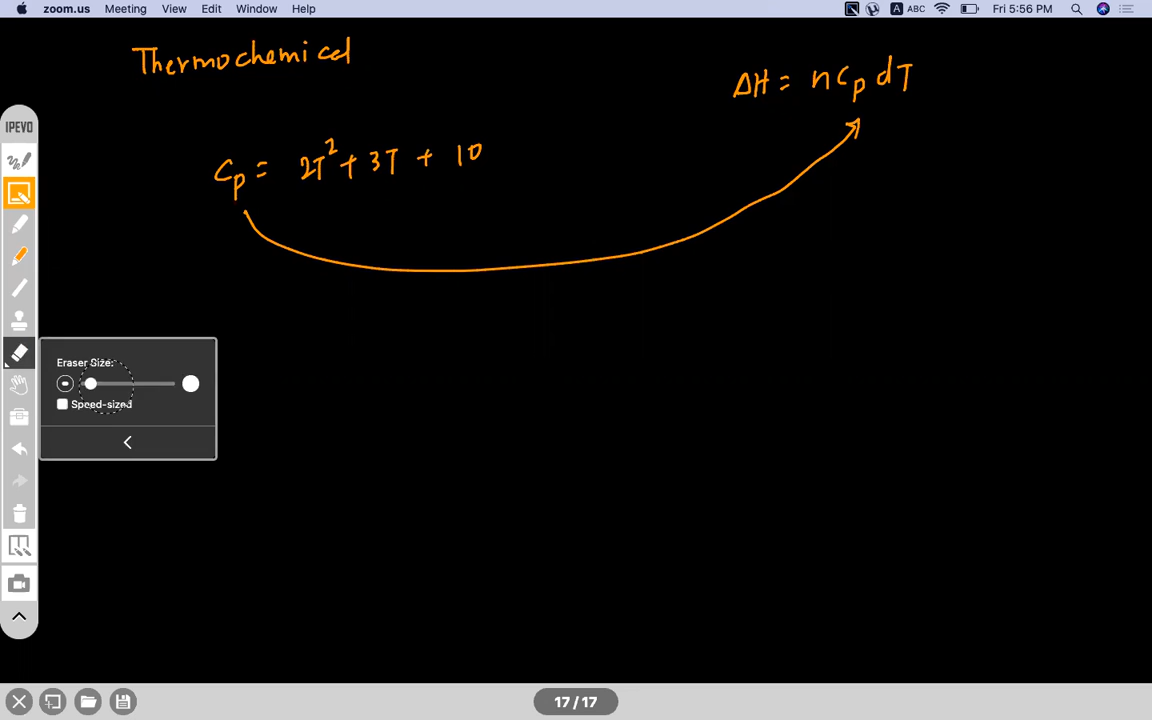 zoom.us Meeting View Edit Window Help A ABC Fri 5:56 PM
Thermochemical
ΔH = nCp dT
Cp = 2T² + 3T + 10
IPEVO
Eraser Size:
Speed-sized
17 / 17